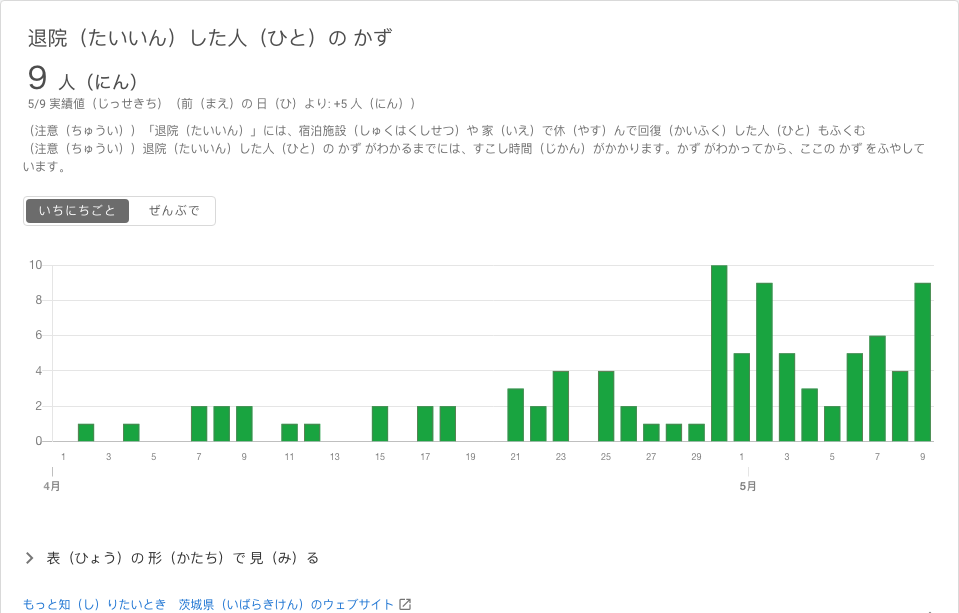 退院（たいいん）した人（ひと）の かず
9 人（にん）
5/9 実績値（じっせきち）（前（まえ）の 日（ひ）より: +5 人（にん））
（注意（ちゅうい））「退院（たいいん）」には、宿泊施設（しゅくはくしせつ）や 家（いえ）で休（やす）んで回復（かいふく）した人（ひと）もふくむ
（注意（ちゅうい））退院（たいいん）した人（ひと）の かず がわかるまでには、すこし時間（じかん）がかかります。かず がわかってから、ここの かず をふやして
います。
いちにちごと ぜんぶで
10
8
6
4
2
0
1 3 5 7 9 11 13 15 17 19 21 23 25 27 29 1 3 5 7 9
4月 5月
表（ひょう）の 形（かたち）で 見（み）る
もっと知（し）りたいとき　茨城県（いばらきけん）のウェブサイト